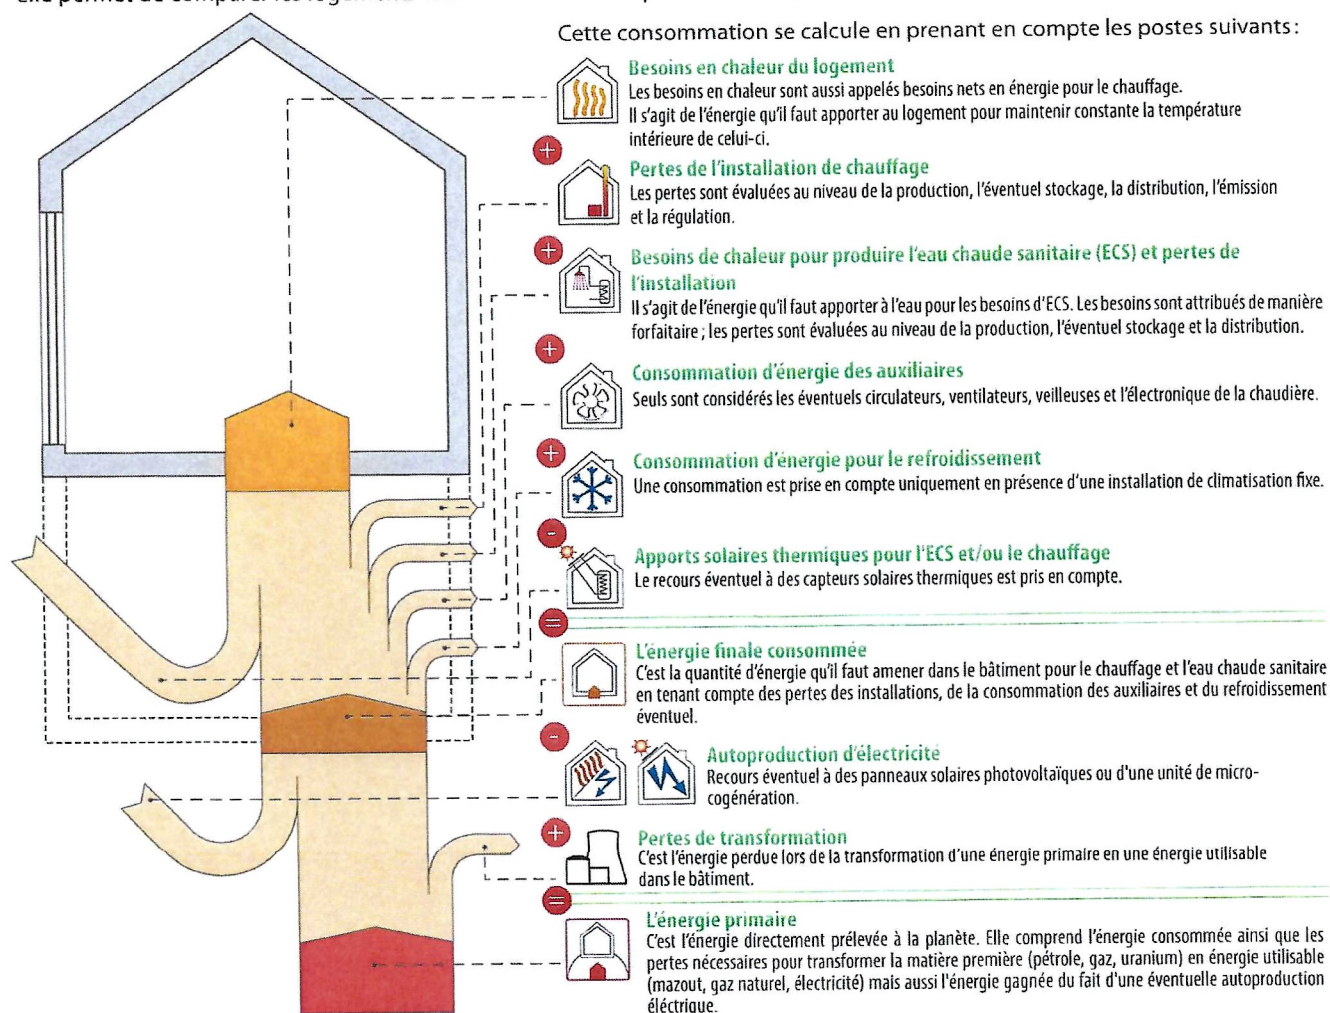 Elle permet de comparer les logements
Cette consommation se calcule en prenant en compte les postes suivants :
Besoins en chaleur du logement
Les besoins en chaleur sont aussi appelés besoins nets en énergie pour le chauffage.
Il s'agit de l'énergie qu'il faut apporter au logement pour maintenir constante la température
intérieure de celui-ci.
+
Pertes de l'installation de chauffage
Les pertes sont évaluées au niveau de la production, l'éventuel stockage, la distribution, l'émission
et la régulation.
+
Besoins de chaleur pour produire l'eau chaude sanitaire (ECS) et pertes de
l'installation
Il s'agit de l'énergie qu'il faut apporter à l'eau pour les besoins d'ECS. Les besoins sont attribués de manière
forfaitaire ; les pertes sont évaluées au niveau de la production, l'éventuel stockage et la distribution.
+
Consommation d'énergie des auxiliaires
Seuls sont considérés les éventuels circulateurs, ventilateurs, veilleuses et l'électronique de la chaudière.
+
Consommation d'énergie pour le refroidissement
Une consommation est prise en compte uniquement en présence d'une installation de climatisation fixe.
-
Apports solaires thermiques pour l'ECS et/ou le chauffage
Le recours éventuel à des capteurs solaires thermiques est pris en compte.
=
L'énergie finale consommée
C'est la quantité d'énergie qu'il faut amener dans le bâtiment pour le chauffage et l'eau chaude sanitaire
en tenant compte des pertes des installations, de la consommation des auxiliaires et du refroidissement
éventuel.
-
Autoproduction d'électricité
Recours éventuel à des panneaux solaires photovoltaïques ou d'une unité de micro-
cogénération.
+
Pertes de transformation
C'est l'énergie perdue lors de la transformation d'une énergie primaire en une énergie utilisable
dans le bâtiment.
=
L'énergie primaire
C'est l'énergie directement prélevée à la planète. Elle comprend l'énergie consommée ainsi que les
pertes nécessaires pour transformer la matière première (pétrole, gaz, uranium) en énergie utilisable
(mazout, gaz naturel, électricité) mais aussi l'énergie gagnée du fait d'une éventuelle autoproduction
éléctrique.